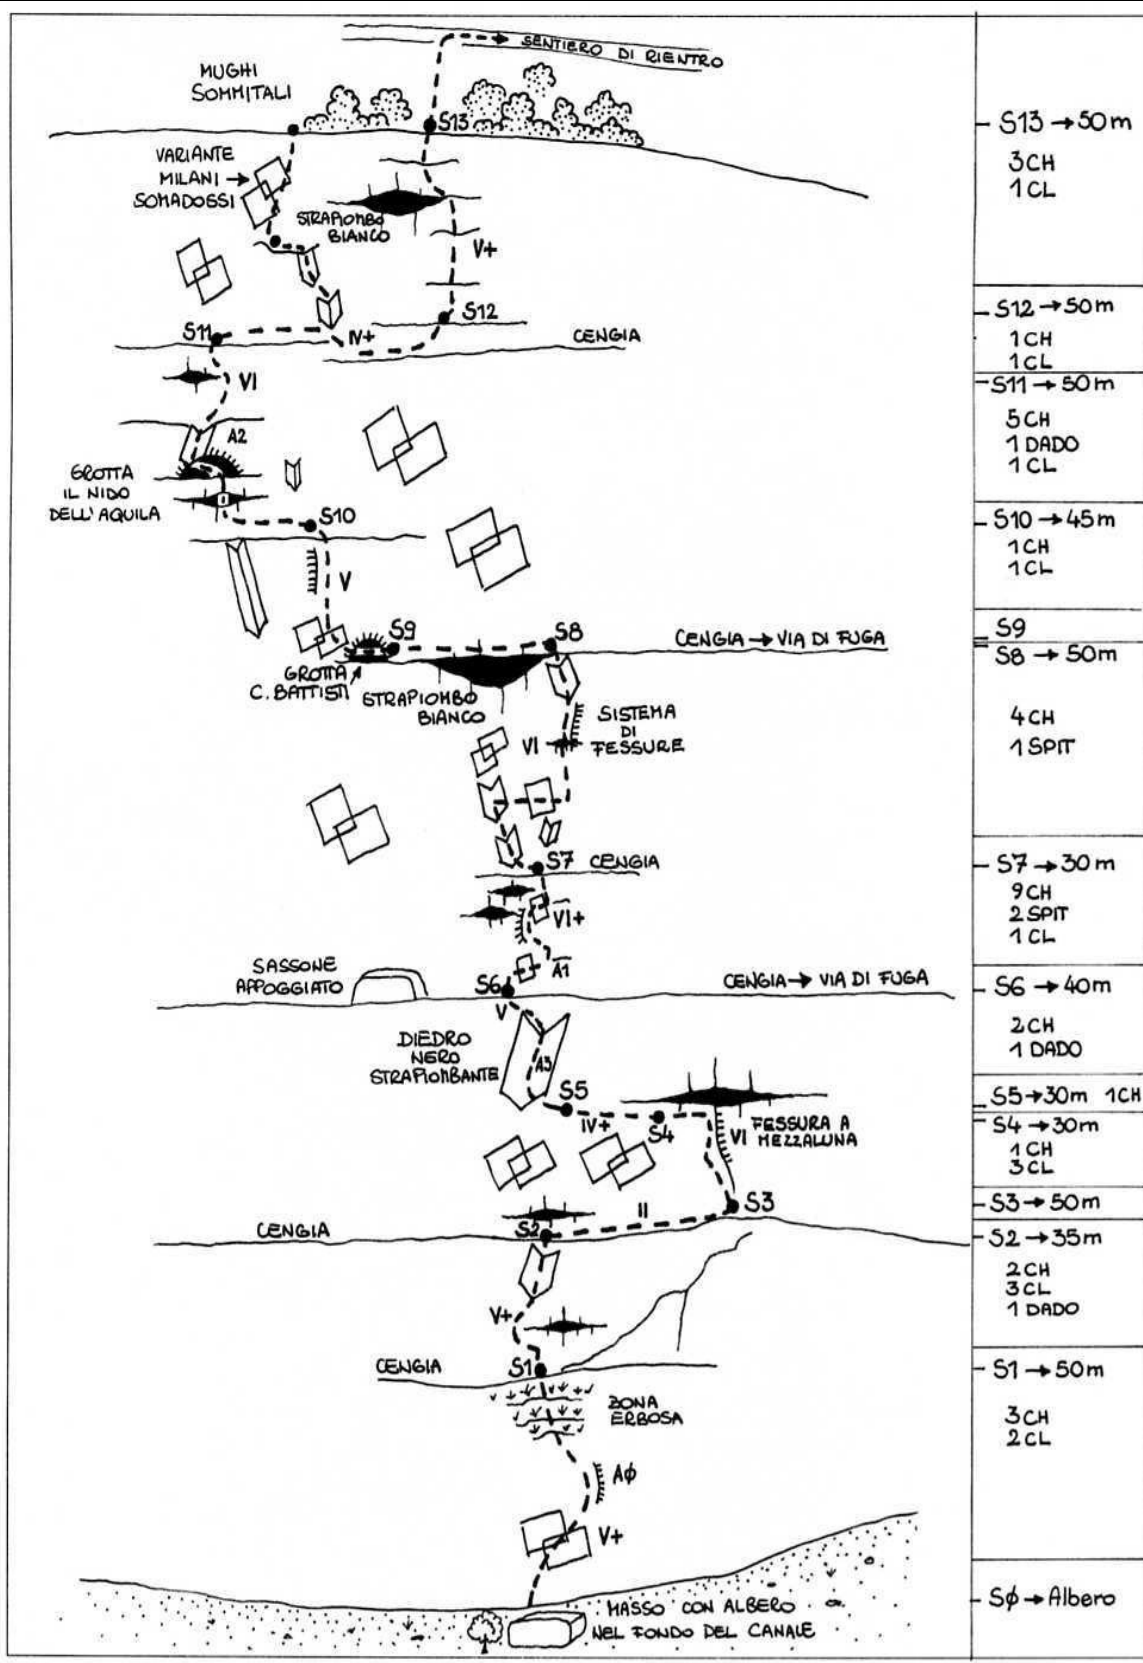 SENTIERO DI RIENTRO
MUGHI
SOMMITALI
S13
VARIANTE
MILANI
SOMADOSSI
STRAPIOMBO
BIANCO
V+
S12
S11
IV+
CENGIA
VI
A2
GROTTA
IL NIDO
DELL'AQUILA
S10
V
S9
S8
CENGIA → VIA DI FUGA
GROTTA
C. BATTISTI
STRAPIOMBO
BIANCO
SISTEMA
DI
FESSURE
VI
S7
CENGIA
VI+
A1
SASSONE
APPOGGIATO
S6
CENGIA → VIA DI FUGA
V
DIEDRO
NERO
STRAPIOMBANTE
A3
S5
IV+
S4
VI
FESSURA A
MEZZALUNA
S3
II
S2
CENGIA
V+
CENGIA
S1
ZONA
ERBOSA
AØ
V+
MASSO CON ALBERO
NEL FONDO DEL CANALE
S13 → 50m
3CH
1CL
S12 → 50m
1CH
1CL
S11 → 50m
5CH
1 DADO
1CL
S10 → 45m
1CH
1CL
S9
S8 → 50m
4CH
1 SPIT
S7 → 30m
9CH
2 SPIT
1CL
S6 → 40m
2CH
1 DADO
S5 → 30m 1CH
S4 → 30m
1CH
3CL
S3 → 50m
S2 → 35m
2CH
3CL
1 DADO
S1 → 50m
3CH
2CL
SØ → Albero